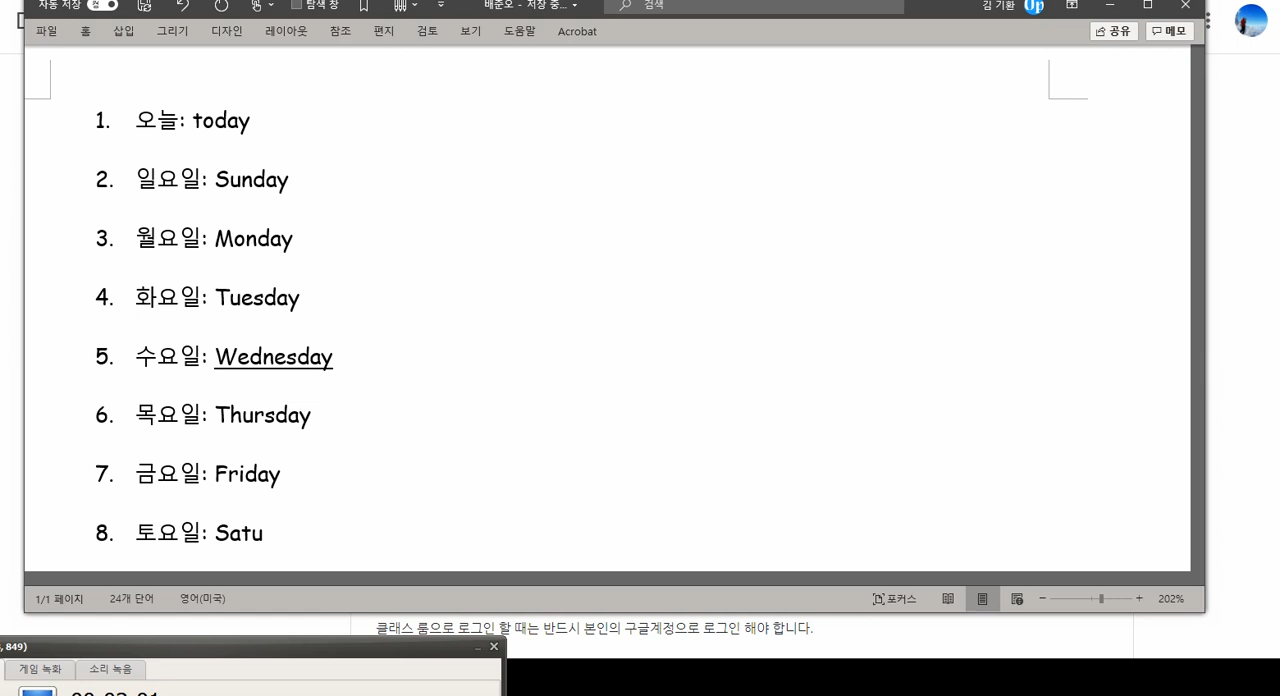 자동 저장 탐색 창 배준오 - 저장 중... 검색 김 기환 Up
파일 홈 삽입 그리기 디자인 레이아웃 참조 편지 검토 보기 도움말 Acrobat 공유 메모
1. 오늘: today
2. 일요일: Sunday
3. 월요일: Monday
4. 화요일: Tuesday
5. 수요일: Wednesday
6. 목요일: Thursday
7. 금요일: Friday
8. 토요일: Satu
1/1 페이지 24개 단어 영어(미국) 포커스 202%
클래스 룸으로 로그인 할 때는 반드시 본인의 구글계정으로 로그인 해야 합니다.
, 849)
게임 녹화 소리 녹음